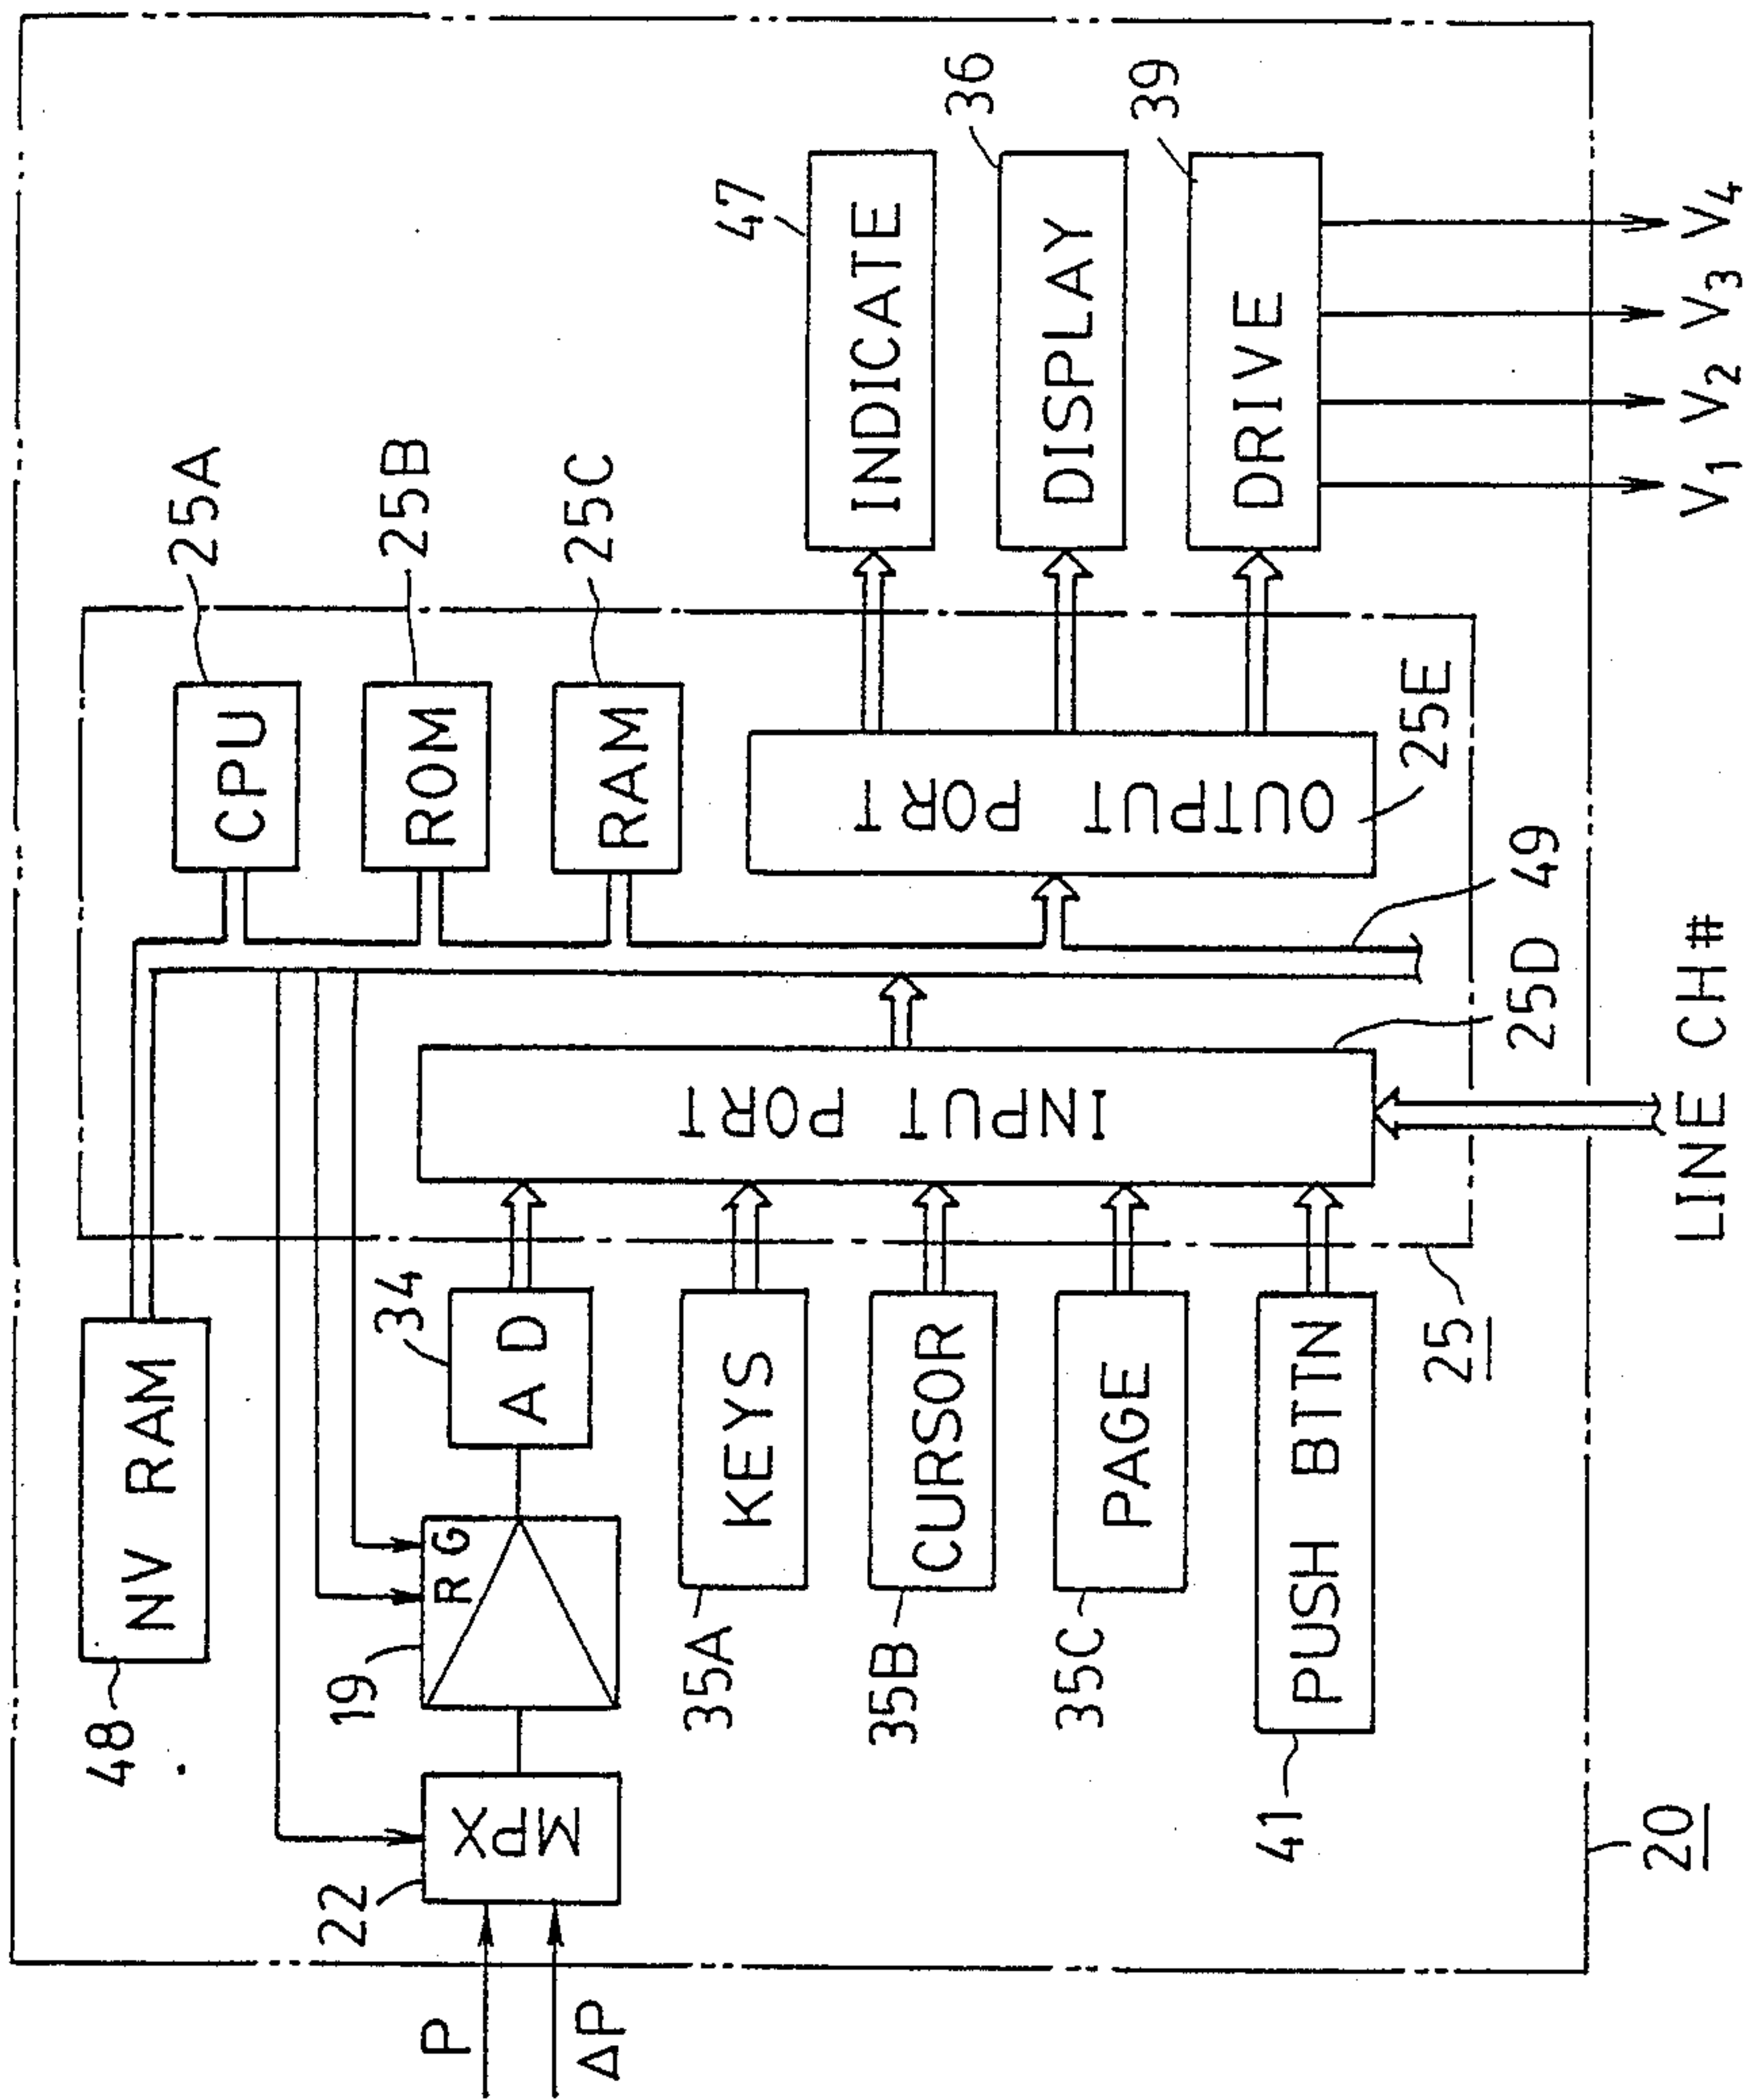 48
NV RAM
25A
CPU
25B
ROM
25C
RAM
P
ΔP
22
MPX
19
R G
34
A D
35A
KEYS
35B
CURSOR
35C
PAGE
41
PUSH BTTN
INPUT PORT
25D
OUTPUT PORT
25E
49
47
INDICATE
36
DISPLAY
39
DRIVE
25
20
LINE CH#
V1 V2 V3 V4